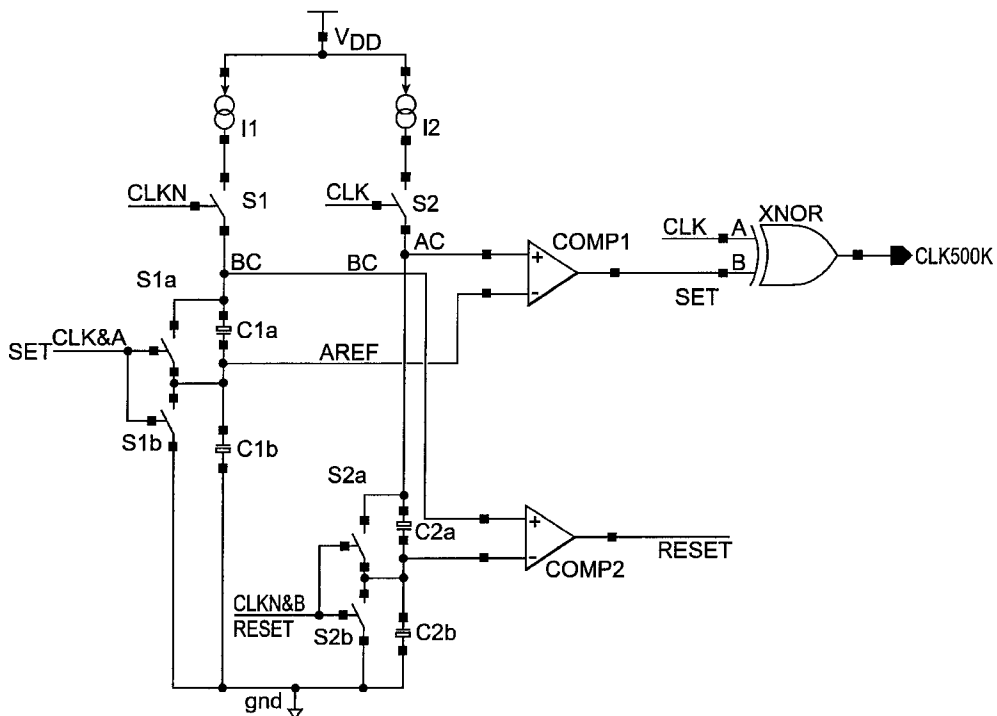 VDD
I1
I2
CLKN
S1
CLK
S2
XNOR
CLK
A
COMP1
AC
BC
BC
B
CLK500K
S1a
SET
C1a
CLK&A
SET
AREF
S1b
C1b
S2a
C2a
RESET
COMP2
CLKN&B
RESET
S2b
C2b
gnd
+
-
+
-